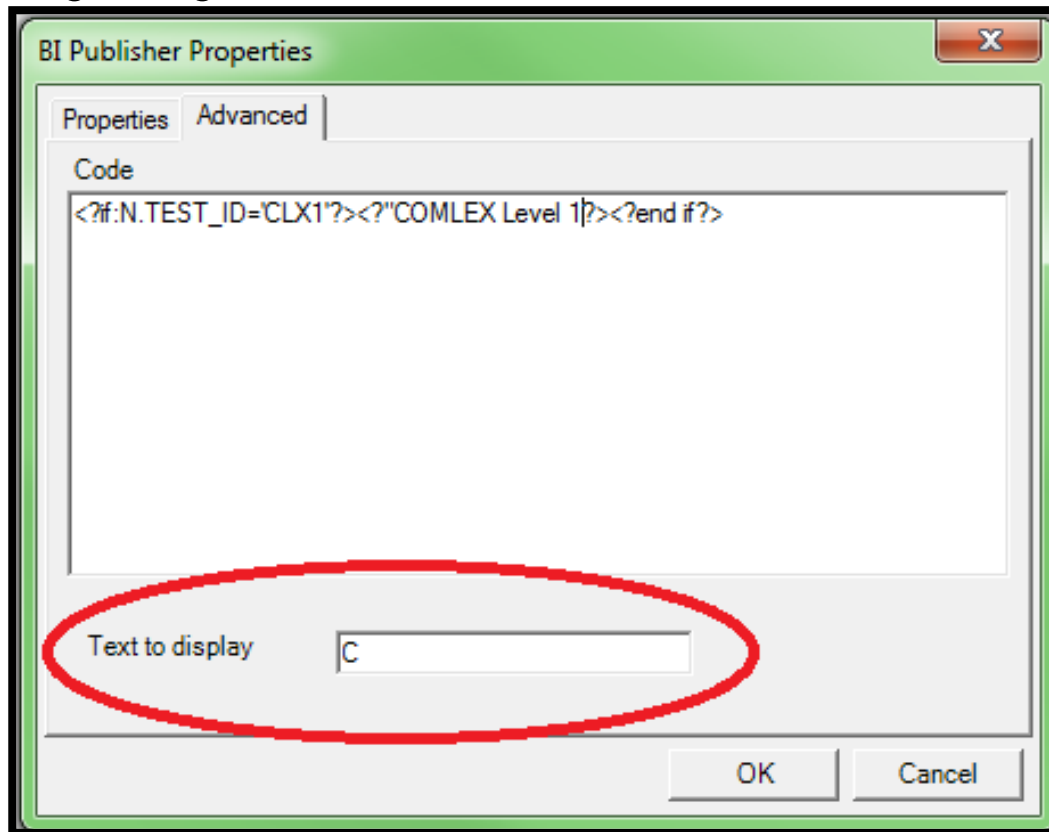 BI Publisher Properties
Properties Advanced
Code
<?if:N.TEST_ID='CLX1'?><?"COMLEX Level 1?><?end if?>
Text to display C
OK Cancel